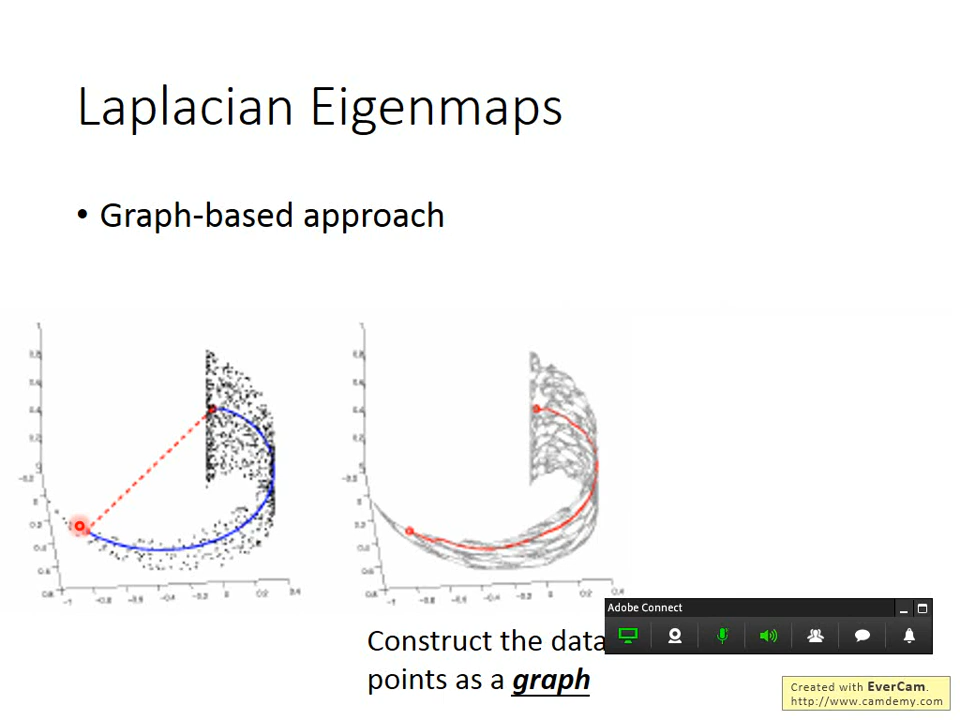 Laplacian Eigenmaps
• Graph-based approach
Construct the data
points as a graph
Adobe Connect
Created with EverCam.
http://www.camdemy.com